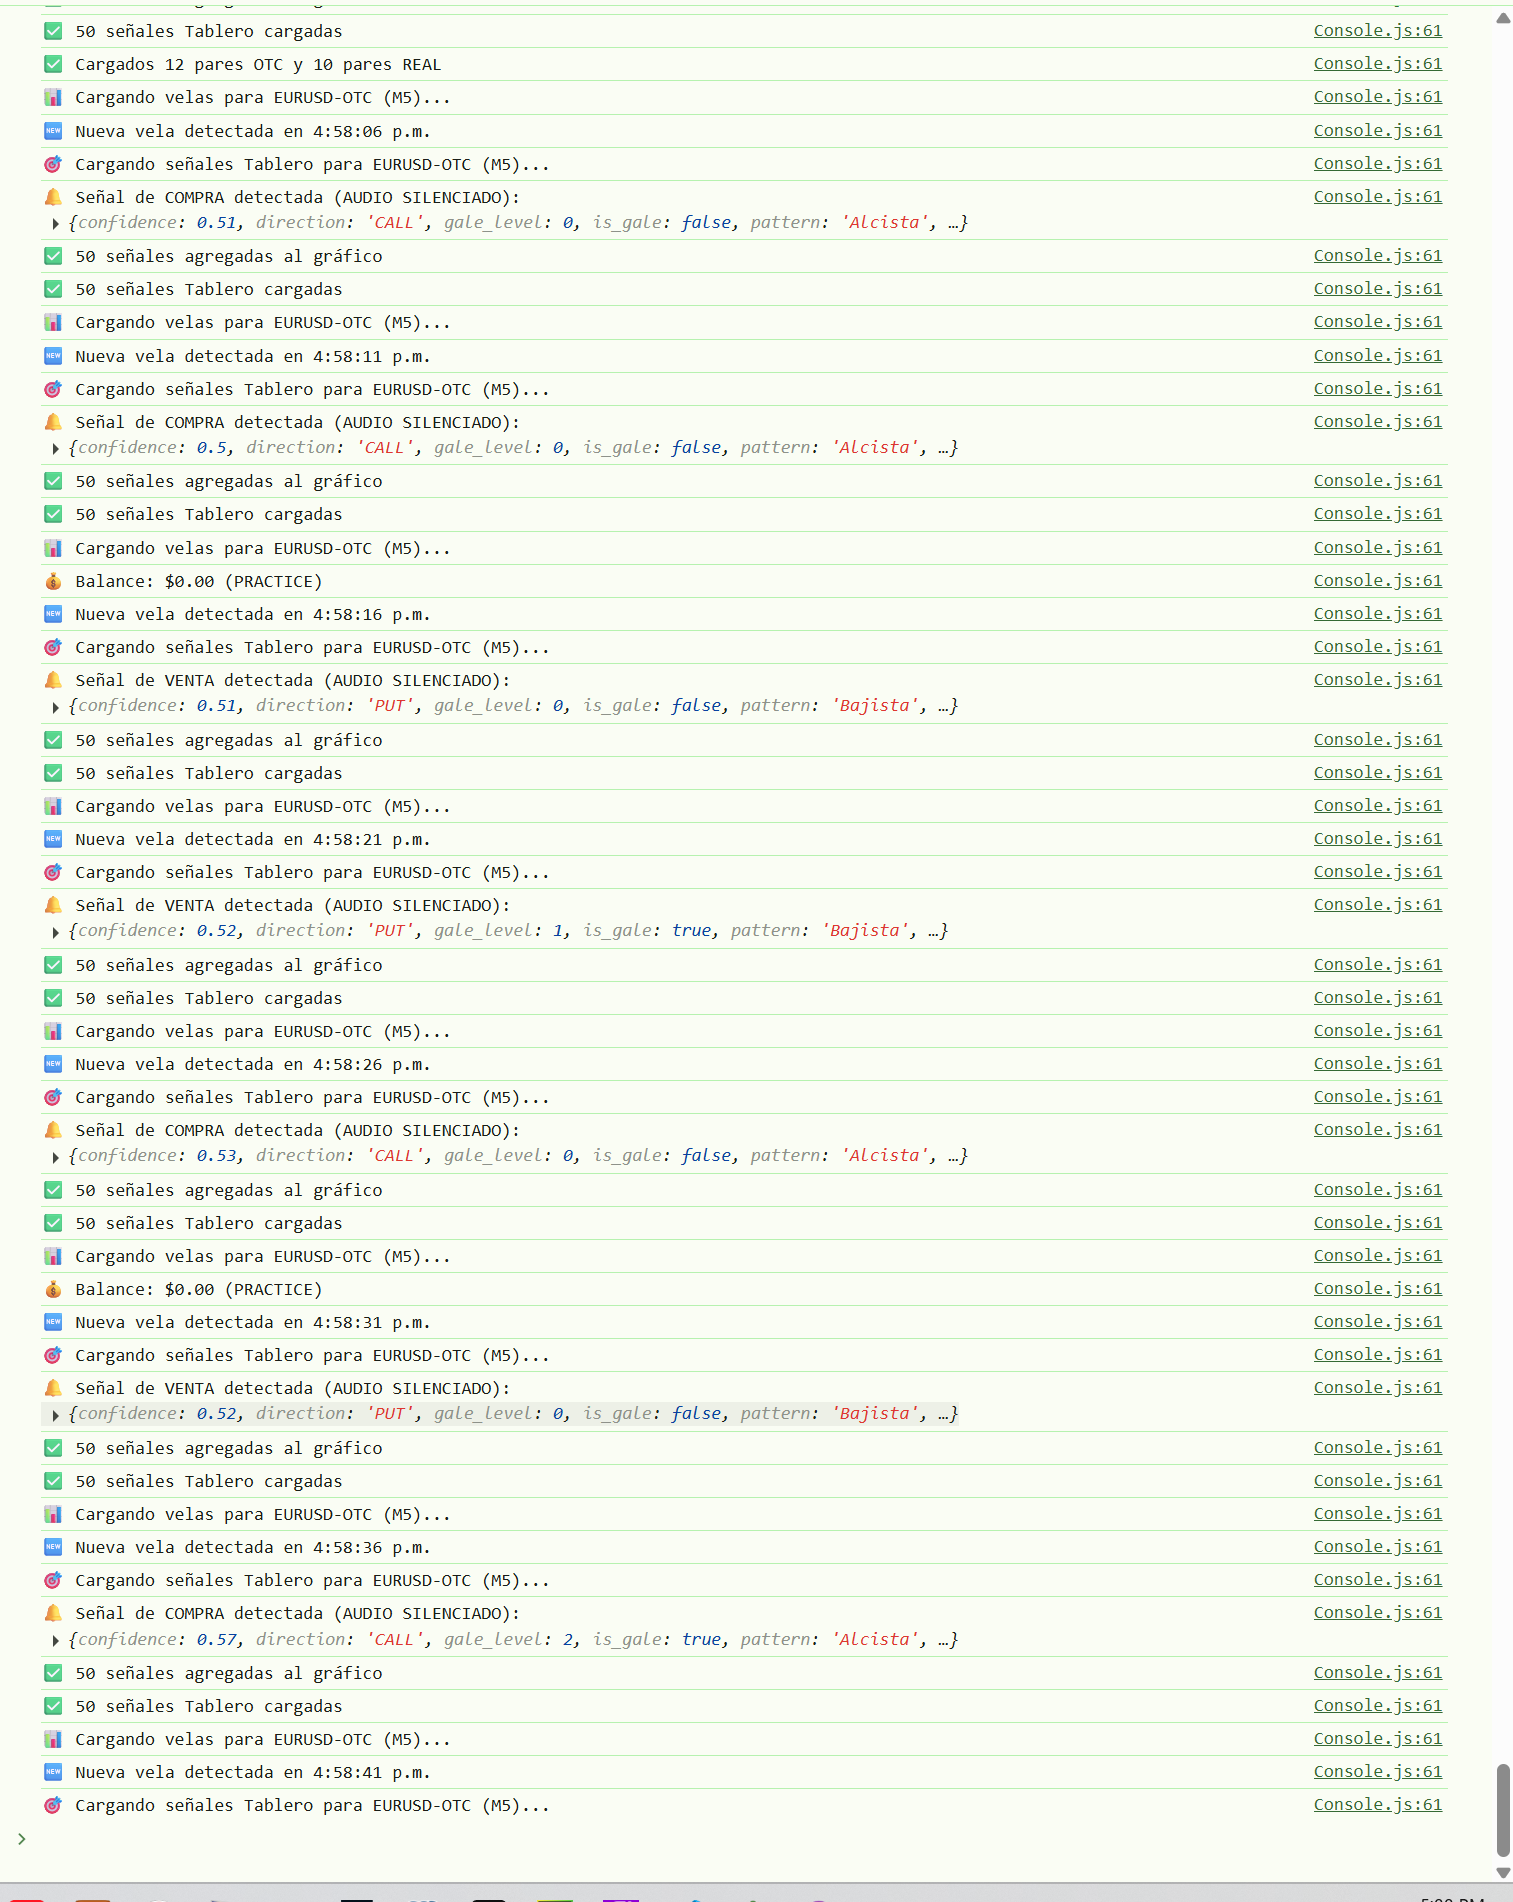 50 señales Tablero cargadas Console.js:61
Cargados 12 pares OTC y 10 pares REAL Console.js:61
Cargando velas para EURUSD-OTC (M5)... Console.js:61
NEW Nueva vela detectada en 4:58:06 p.m. Console.js:61
Cargando señales Tablero para EURUSD-OTC (M5)... Console.js:61
Señal de COMPRA detectada (AUDIO SILENCIADO): Console.js:61
{confidence: 0.51, direction: 'CALL', gale_level: 0, is_gale: false, pattern: 'Alcista', …}
50 señales agregadas al gráfico Console.js:61
50 señales Tablero cargadas Console.js:61
Cargando velas para EURUSD-OTC (M5)... Console.js:61
NEW Nueva vela detectada en 4:58:11 p.m. Console.js:61
Cargando señales Tablero para EURUSD-OTC (M5)... Console.js:61
Señal de COMPRA detectada (AUDIO SILENCIADO): Console.js:61
{confidence: 0.5, direction: 'CALL', gale_level: 0, is_gale: false, pattern: 'Alcista', …}
50 señales agregadas al gráfico Console.js:61
50 señales Tablero cargadas Console.js:61
Cargando velas para EURUSD-OTC (M5)... Console.js:61
Balance: $0.00 (PRACTICE) Console.js:61
NEW Nueva vela detectada en 4:58:16 p.m. Console.js:61
Cargando señales Tablero para EURUSD-OTC (M5)... Console.js:61
Señal de VENTA detectada (AUDIO SILENCIADO): Console.js:61
{confidence: 0.51, direction: 'PUT', gale_level: 0, is_gale: false, pattern: 'Bajista', …}
50 señales agregadas al gráfico Console.js:61
50 señales Tablero cargadas Console.js:61
Cargando velas para EURUSD-OTC (M5)... Console.js:61
NEW Nueva vela detectada en 4:58:21 p.m. Console.js:61
Cargando señales Tablero para EURUSD-OTC (M5)... Console.js:61
Señal de VENTA detectada (AUDIO SILENCIADO): Console.js:61
{confidence: 0.52, direction: 'PUT', gale_level: 1, is_gale: true, pattern: 'Bajista', …}
50 señales agregadas al gráfico Console.js:61
50 señales Tablero cargadas Console.js:61
Cargando velas para EURUSD-OTC (M5)... Console.js:61
NEW Nueva vela detectada en 4:58:26 p.m. Console.js:61
Cargando señales Tablero para EURUSD-OTC (M5)... Console.js:61
Señal de COMPRA detectada (AUDIO SILENCIADO): Console.js:61
{confidence: 0.53, direction: 'CALL', gale_level: 0, is_gale: false, pattern: 'Alcista', …}
50 señales agregadas al gráfico Console.js:61
50 señales Tablero cargadas Console.js:61
Cargando velas para EURUSD-OTC (M5)... Console.js:61
Balance: $0.00 (PRACTICE) Console.js:61
NEW Nueva vela detectada en 4:58:31 p.m. Console.js:61
Cargando señales Tablero para EURUSD-OTC (M5)... Console.js:61
Señal de VENTA detectada (AUDIO SILENCIADO): Console.js:61
{confidence: 0.52, direction: 'PUT', gale_level: 0, is_gale: false, pattern: 'Bajista', …}
50 señales agregadas al gráfico Console.js:61
50 señales Tablero cargadas Console.js:61
Cargando velas para EURUSD-OTC (M5)... Console.js:61
NEW Nueva vela detectada en 4:58:36 p.m. Console.js:61
Cargando señales Tablero para EURUSD-OTC (M5)... Console.js:61
Señal de COMPRA detectada (AUDIO SILENCIADO): Console.js:61
{confidence: 0.57, direction: 'CALL', gale_level: 2, is_gale: true, pattern: 'Alcista', …}
50 señales agregadas al gráfico Console.js:61
50 señales Tablero cargadas Console.js:61
Cargando velas para EURUSD-OTC (M5)... Console.js:61
NEW Nueva vela detectada en 4:58:41 p.m. Console.js:61
Cargando señales Tablero para EURUSD-OTC (M5)... Console.js:61